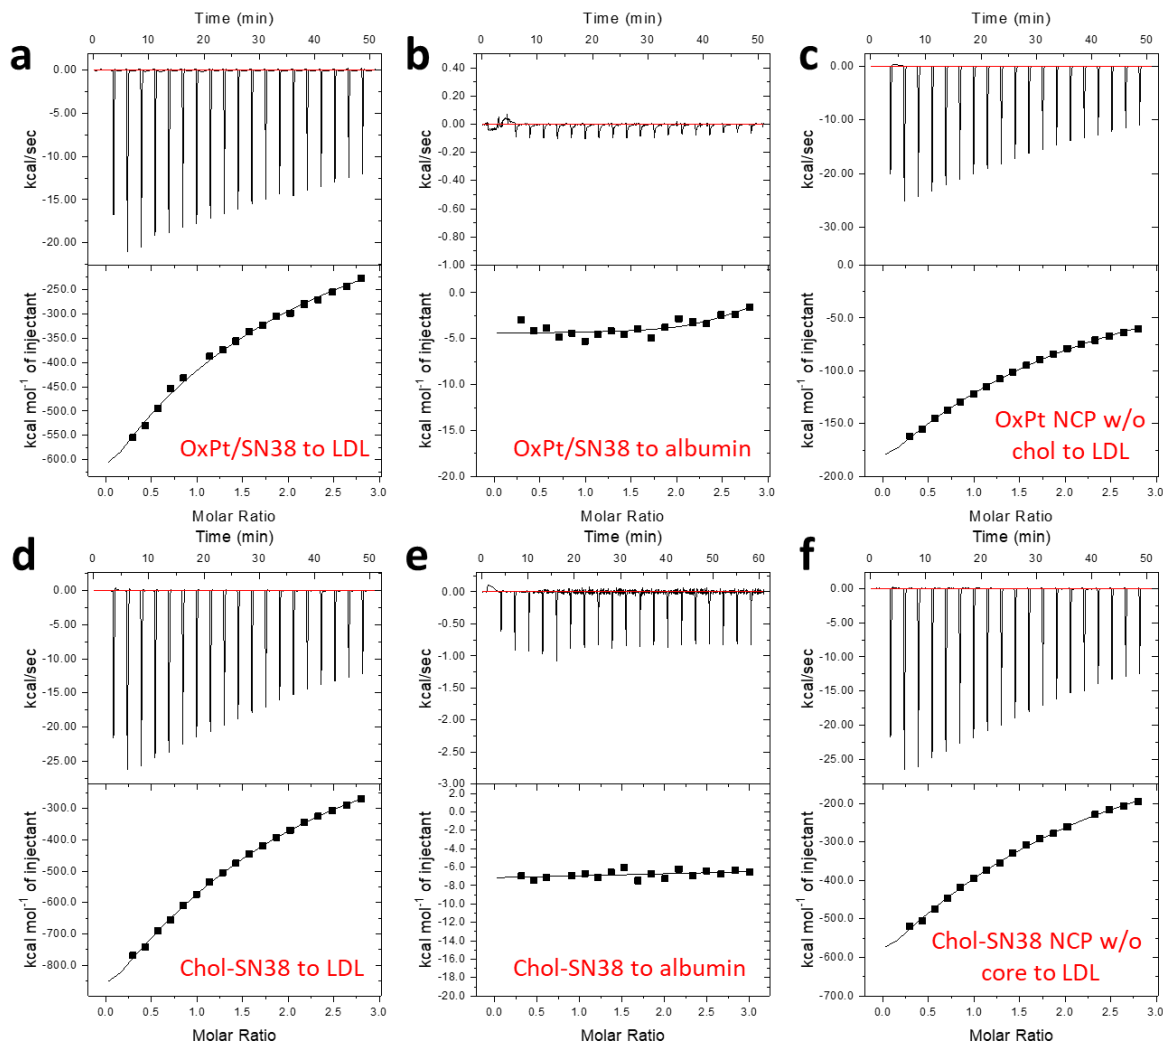 a
Time (min)
0 10 20 30 40 50
kcal/sec
0.00
-5.00
-10.00
-15.00
-20.00
kcal mol⁻¹ of injectant
-250.0
-300.0
-350.0
-400.0
-450.0
-500.0
-550.0
-600.0
OxPt/SN38 to LDL
0.0 0.5 1.0 1.5 2.0 2.5 3.0
Molar Ratio
b
Time (min)
0 10 20 30 40 50
kcal/sec
0.40
0.20
0.00
-0.20
-0.40
-0.60
-0.80
-1.00
kcal mol⁻¹ of injectant
0.0
-5.0
-10.0
-15.0
-20.0
OxPt/SN38 to albumin
0.0 0.5 1.0 1.5 2.0 2.5 3.0
Molar Ratio
c
Time (min)
0 10 20 30 40 50
kcal/sec
0.00
-10.00
-20.00
-30.00
kcal mol⁻¹ of injectant
0.0
-50.0
-100.0
-150.0
-200.0
OxPt NCP w/o
chol to LDL
0.0 0.5 1.0 1.5 2.0 2.5 3.0
Molar Ratio
d
Time (min)
0 10 20 30 40 50
kcal/sec
0.00
-5.00
-10.00
-15.00
-20.00
-25.00
kcal mol⁻¹ of injectant
-300.0
-400.0
-500.0
-600.0
-700.0
-800.0
Chol-SN38 to LDL
0.0 0.5 1.0 1.5 2.0 2.5 3.0
Molar Ratio
e
Time (min)
0 10 20 30 40 50 60
kcal/sec
0.00
-0.50
-1.00
-1.50
-2.00
-2.50
-3.00
kcal mol⁻¹ of injectant
2.0
0.0
-2.0
-4.0
-6.0
-8.0
-10.0
-12.0
-14.0
-16.0
-18.0
-20.0
Chol-SN38 to albumin
0.0 0.5 1.0 1.5 2.0 2.5 3.0
Molar Ratio
f
Time (min)
0 10 20 30 40 50
kcal/sec
0.00
-5.00
-10.00
-15.00
-20.00
-25.00
kcal mol⁻¹ of injectant
-200.0
-300.0
-400.0
-500.0
-600.0
-700.0
Chol-SN38 NCP w/o
core to LDL
0.0 0.5 1.0 1.5 2.0 2.5 3.0
Molar Ratio